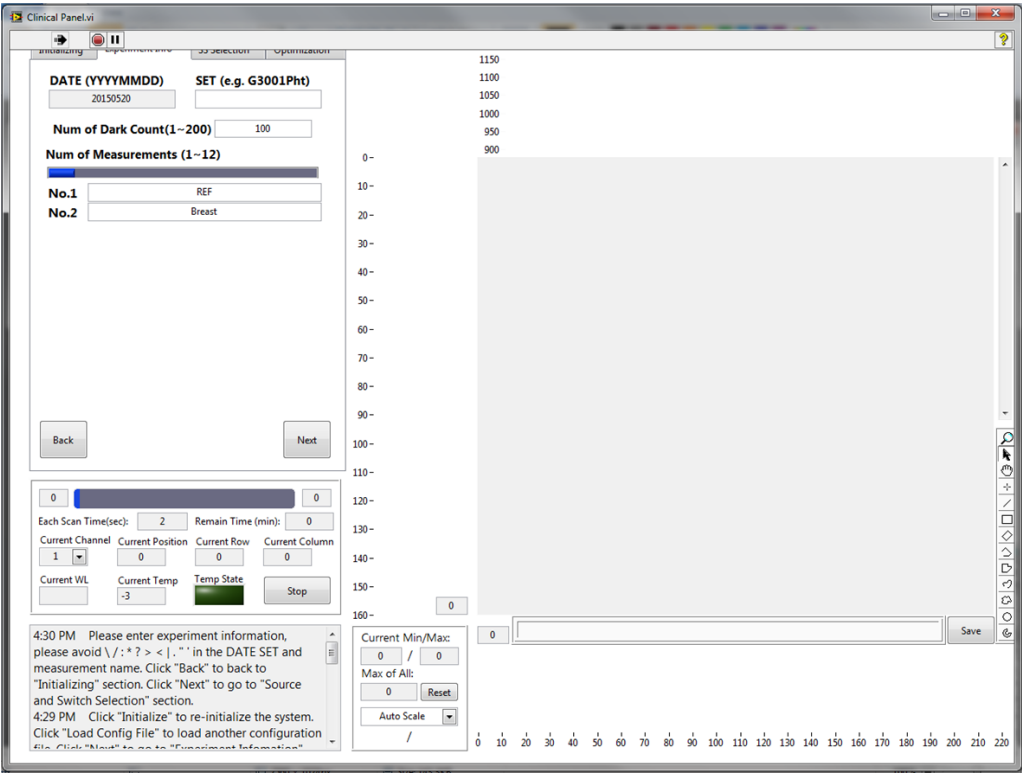 Clinical Panel.vi
Initializing Experiment Info SS Selection Optimization
DATE (YYYYMMDD) SET (e.g. G3001Pht)
20150520
Num of Dark Count(1~200) 100
Num of Measurements (1~12)
No.1 REF
No.2 Breast
Back Next
0 0
Each Scan Time(sec): 2 Remain Time (min): 0
Current Channel Current Position Current Row Current Column
1 0 0 0
Current WL Current Temp Temp State
-3 Stop
4:30 PM Please enter experiment information,
please avoid \ / : * ? > < | . " ' in the DATE SET and
measurement name. Click "Back" to back to
"Initializing" section. Click "Next" to go to "Source
and Switch Selection" section.
4:29 PM Click "Initialize" to re-initialize the system.
Click "Load Config File" to load another configuration
file. Click "Next" to go to "Experiment Infomation"
1150
1100
1050
1000
950
900
0
10
20
30
40
50
60
70
80
90
100
110
120
130
140
150
160
0
Current Min/Max:
0 / 0
Max of All:
0 Reset
Auto Scale
/
0 Save
0 10 20 30 40 50 60 70 80 90 100 110 120 130 140 150 160 170 180 190 200 210 220